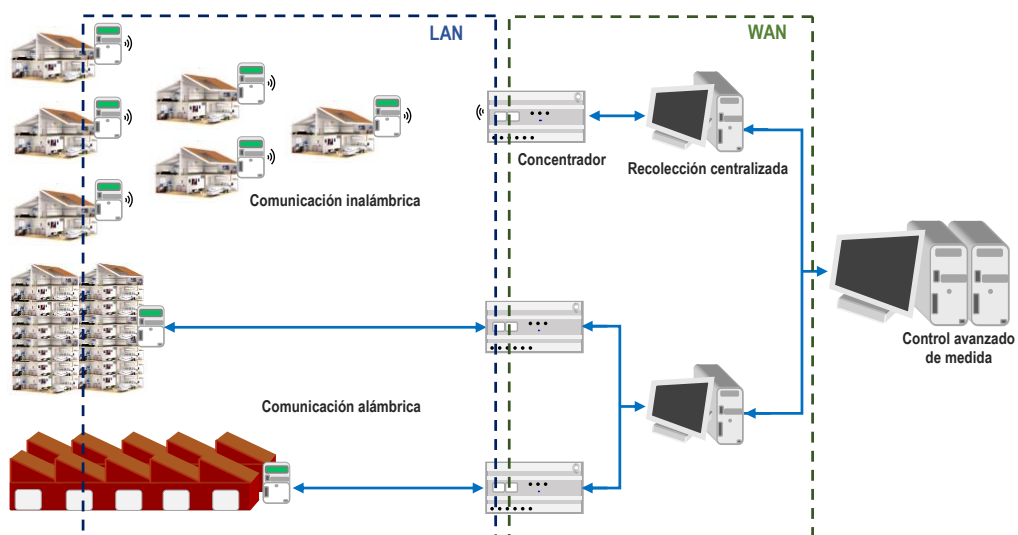 LAN
WAN
Concentrador
Recolección centralizada
Comunicación inalámbrica
Control avanzado
de medida
Comunicación alámbrica